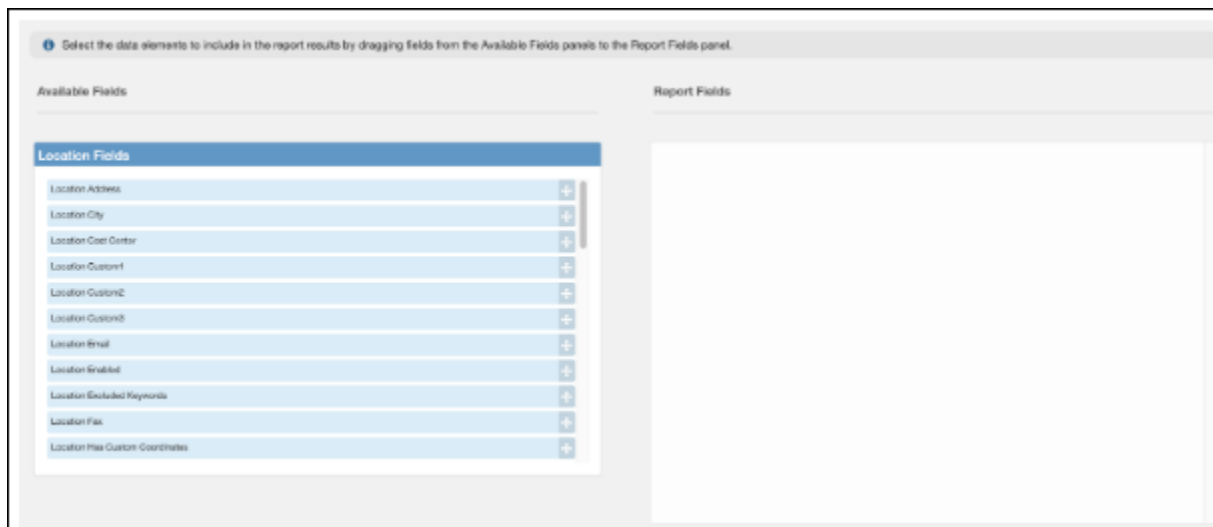 Select the data elements to include in the report results by dragging fields from the Available Fields panels to the Report Fields panel.
Available Fields
Report Fields
Location Fields
Location Address
Location City
Location Cost Center
Location Custom1
Location Custom2
Location Custom3
Location Email
Location Enabled
Location Excluded Keywords
Location Fax
Location Has Custom Coordinates